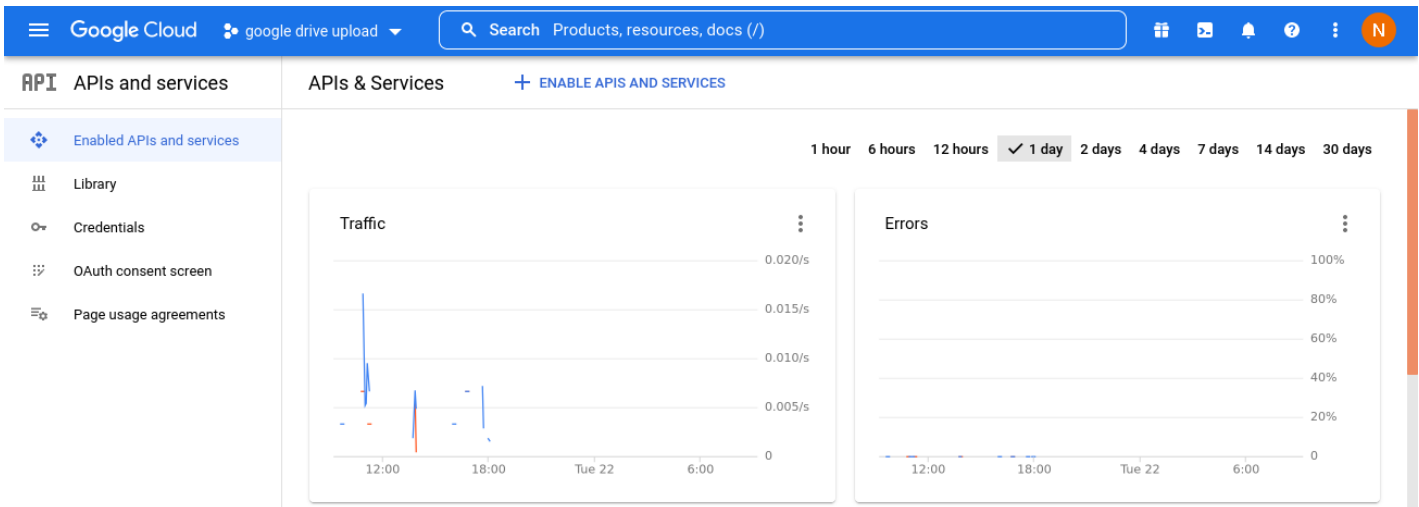 Google Cloud google drive upload Search Products, resources, docs (/) N
API APIs and services
APIs & Services + ENABLE APIS AND SERVICES
Enabled APIs and services
Library
Credentials
OAuth consent screen
Page usage agreements
1 hour 6 hours 12 hours 1 day 2 days 4 days 7 days 14 days 30 days
Traffic
0.020/s
0.015/s
0.010/s
0.005/s
0
12:00 18:00 Tue 22 6:00
Errors
100%
80%
60%
40%
20%
0
12:00 18:00 Tue 22 6:00